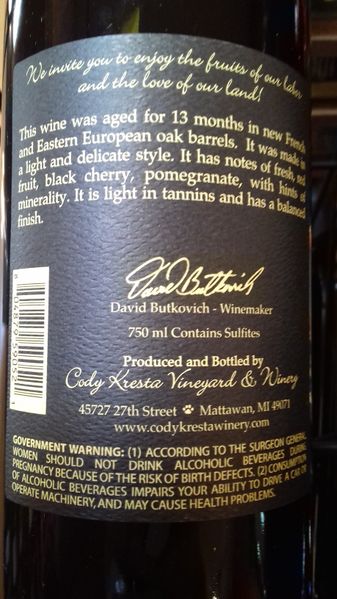 We invite you to enjoy the fruits of our labor
and the love of our land!
This wine was aged for 13 months in new French
and Eastern European oak barrels. It was made in
a light and delicate style. It has notes of fresh, red
fruit, black cherry, pomegranate, with hints of
minerality. It is light in tannins and has a balanced
finish.
David Butkovich
David Butkovich - Winemaker
750 ml Contains Sulfites
Produced and Bottled by
Cody Kresta Vineyard & Winery
45727 27th Street Mattawan, MI 49071
www.codykrestawinery.com
GOVERNMENT WARNING: (1) ACCORDING TO THE SURGEON GENERAL,
WOMEN SHOULD NOT DRINK ALCOHOLIC BEVERAGES DURING
PREGNANCY BECAUSE OF THE RISK OF BIRTH DEFECTS. (2) CONSUMPTION
OF ALCOHOLIC BEVERAGES IMPAIRS YOUR ABILITY TO DRIVE A CAR OR
OPERATE MACHINERY, AND MAY CAUSE HEALTH PROBLEMS.